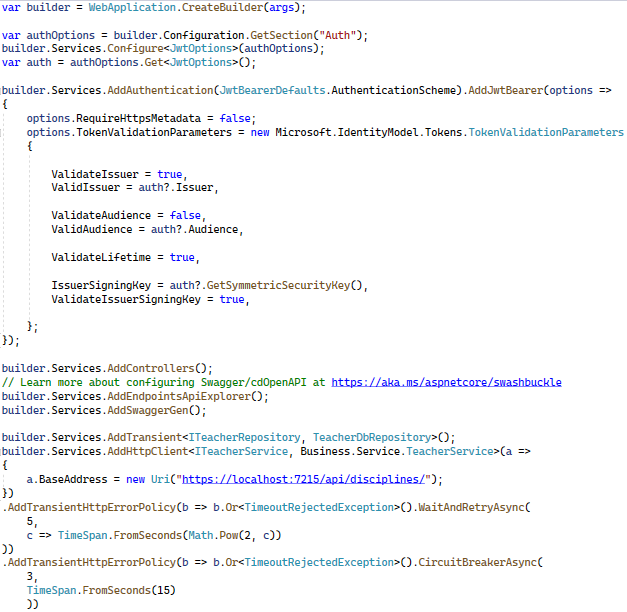 var builder = WebApplication.CreateBuilder(args);
var authOptions = builder.Configuration.GetSection("Auth");
builder.Services.Configure<JwtOptions>(authOptions);
var auth = authOptions.Get<JwtOptions>();
builder.Services.AddAuthentication(JwtBearerDefaults.AuthenticationScheme).AddJwtBearer(options =>
{
options.RequireHttpsMetadata = false;
options.TokenValidationParameters = new Microsoft.IdentityModel.Tokens.TokenValidationParameters
{
ValidateIssuer = true,
ValidIssuer = auth?.Issuer,
ValidateAudience = false,
ValidAudience = auth?.Audience,
ValidateLifetime = true,
IssuerSigningKey = auth?.GetSymmetricSecurityKey(),
ValidateIssuerSigningKey = true,
};
});
builder.Services.AddControllers();
// Learn more about configuring Swagger/cdOpenAPI at https://aka.ms/aspnetcore/swashbuckle
builder.Services.AddEndpointsApiExplorer();
builder.Services.AddSwaggerGen();
builder.Services.AddTransient<ITeacherRepository, TeacherDbRepository>();
builder.Services.AddHttpClient<ITeacherService, Business.Service.TeacherService>(a =>
{
a.BaseAddress = new Uri("https://localhost:7215/api/disciplines/");
})
.AddTransientHttpErrorPolicy(b => b.Or<TimeoutRejectedException>().WaitAndRetryAsync(
5,
c => TimeSpan.FromSeconds(Math.Pow(2, c))
))
.AddTransientHttpErrorPolicy(b => b.Or<TimeoutRejectedException>().CircuitBreakerAsync(
3,
TimeSpan.FromSeconds(15)
))